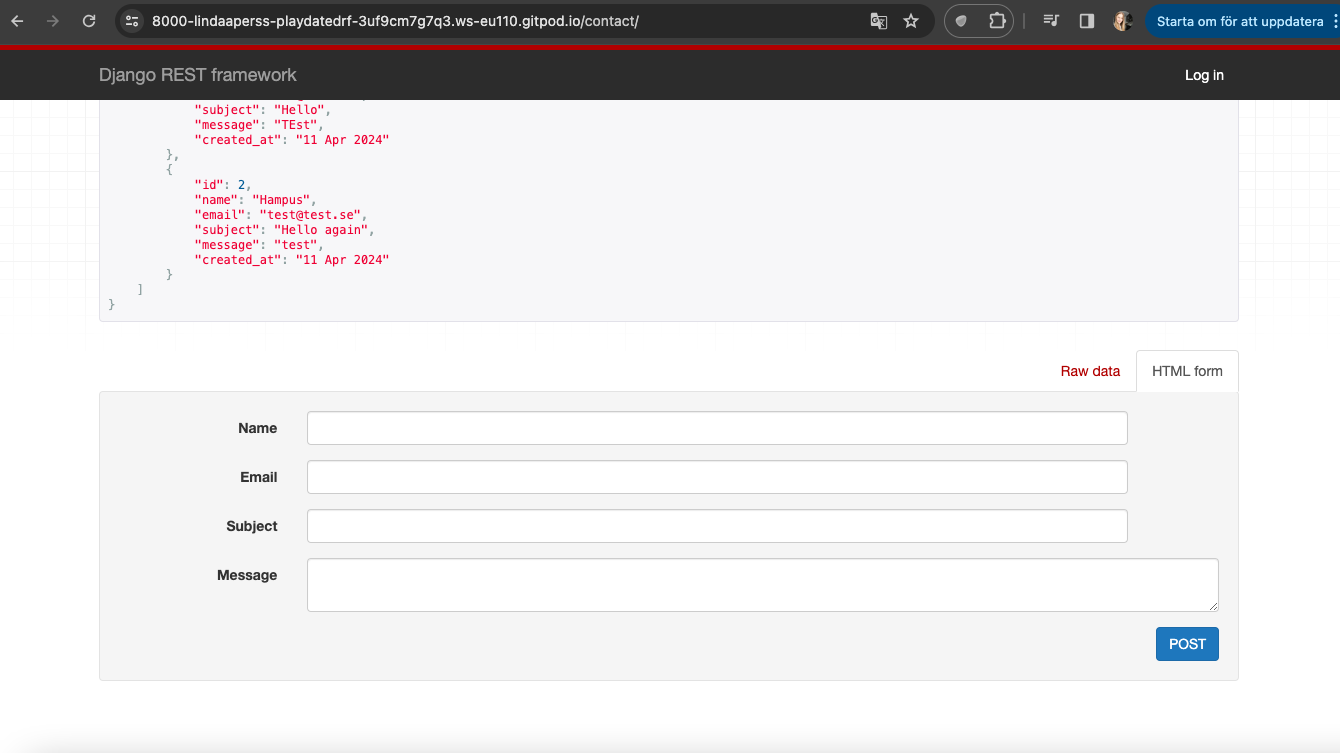 8000-lindaaperss-playdatedrf-3uf9cm7g7q3.ws-eu110.gitpod.io/contact/
Starta om för att uppdatera
Django REST framework
Log in
"subject": "Hello",
"message": "TEst",
"created_at": "11 Apr 2024"
},
{
"id": 2,
"name": "Hampus",
"email": "test@test.se",
"subject": "Hello again",
"message": "test",
"created_at": "11 Apr 2024"
}
]
}
Raw data
HTML form
Name
Email
Subject
Message
POST